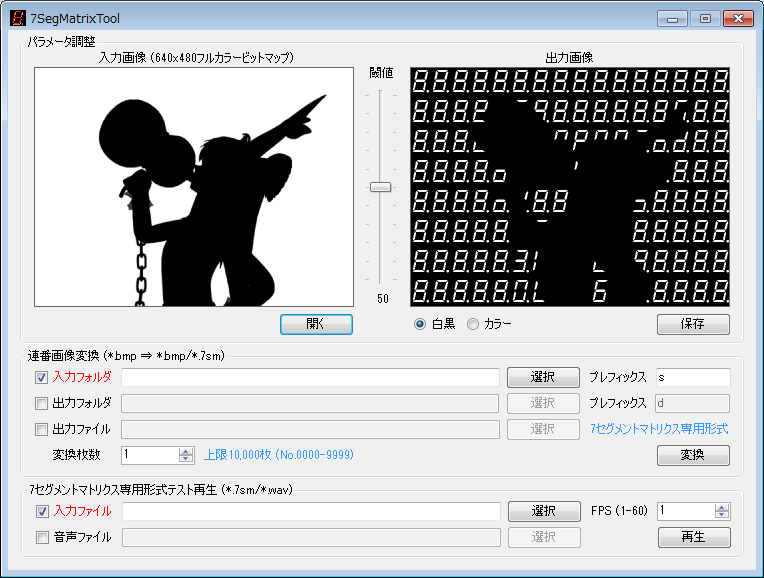 7SegMatrixTool
パラメータ調整
入力画像 (640x480フルカラービットマップ)
閾値
出力画像
50
開く
白黒
カラー
保存
連番画像変換 (*.bmp ⇒ *.bmp/*.7sm)
入力フォルダ
選択
プレフィックス
s
出力フォルダ
選択
プレフィックス
d
出力ファイル
選択
7セグメントマトリクス専用形式
変換枚数
1
上限10,000枚 (No.0000-9999)
変換
7セグメントマトリクス専用形式テスト再生 (*.7sm/*.wav)
入力ファイル
選択
FPS (1-60)
1
音声ファイル
選択
再生